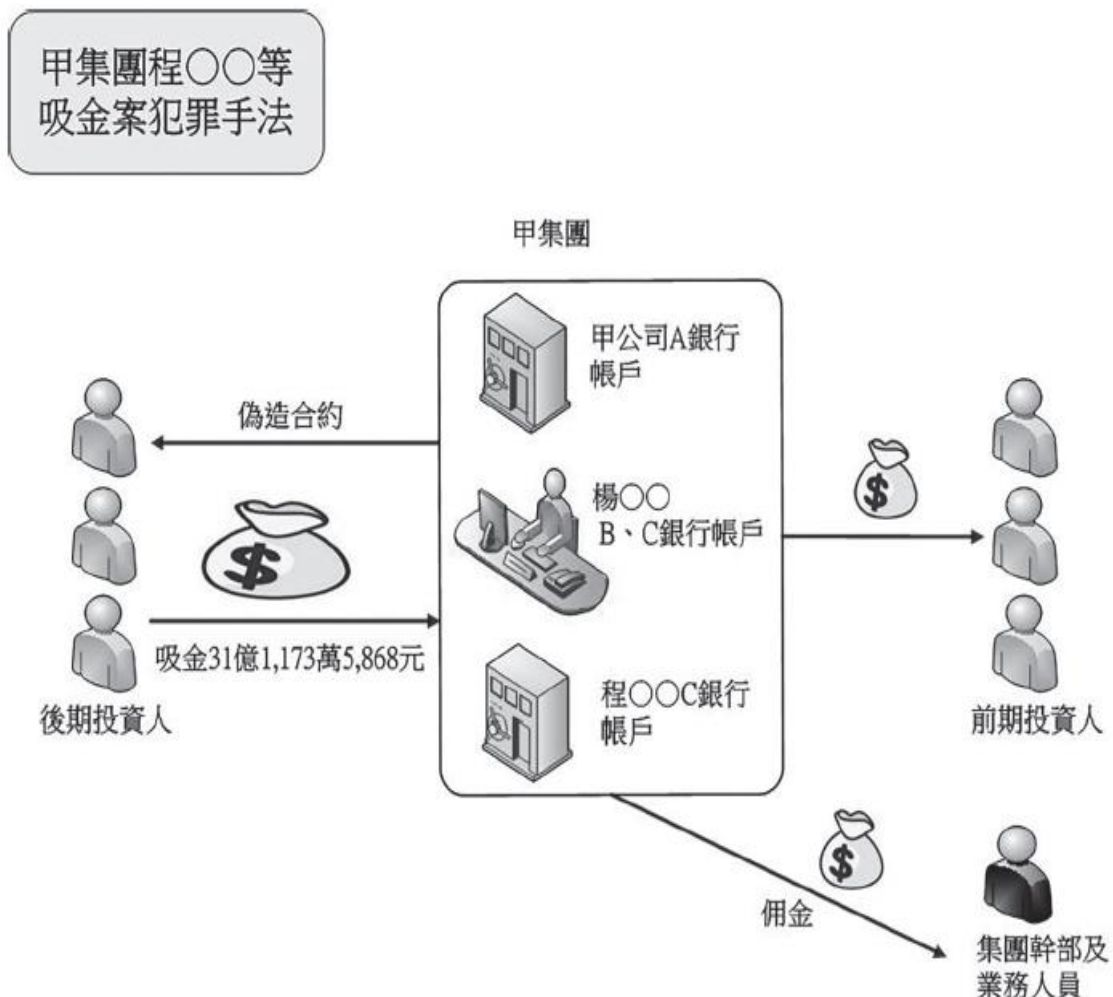 甲集團程○○等
吸金案犯罪手法
甲集團
甲公司A銀行
帳戶
偽造合約
楊○○
B、C銀行帳戶
吸金31億1,173萬5,868元
程○○C銀行
帳戶
後期投資人
前期投資人
佣金
集團幹部及
業務人員